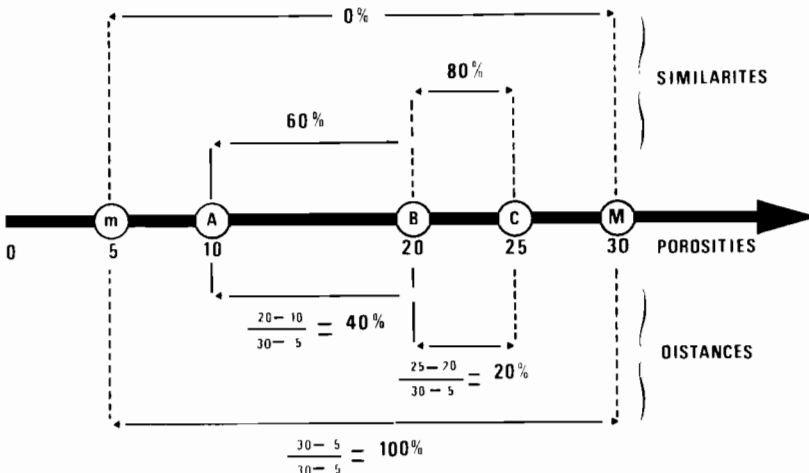 0%
SIMILARITES
80%
60%
m A B C M
0 5 10 20 25 30 POROSITIES
20 - 10
30 - 5
= 40%
25 - 20
30 - 5
= 20%
DISTANCES
30 - 5
30 - 5
= 100%